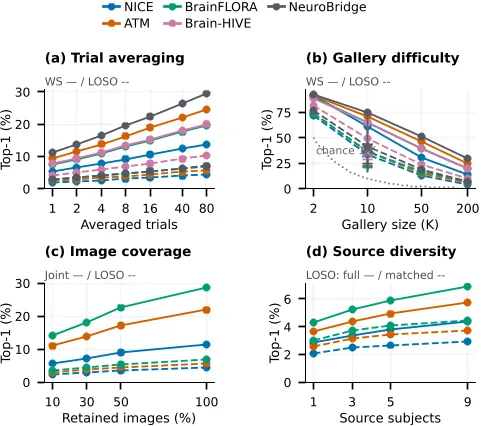 NICE BrainFLORA NeuroBridge
ATM Brain-HIVE
(a) Trial averaging
WS — / LOSO --
Top-1 (%)
30
20
10
0
1 2 4 8 16 40 80
Averaged trials
(b) Gallery difficulty
WS — / LOSO --
Top-1 (%)
75
50
25
0
chance
2 10 50 200
Gallery size (K)
(c) Image coverage
Joint — / LOSO --
Top-1 (%)
30
20
10
0
10 30 50 100
Retained images (%)
(d) Source diversity
LOSO: full — / matched --
Top-1 (%)
6
4
2
0
1 3 5 9
Source subjects